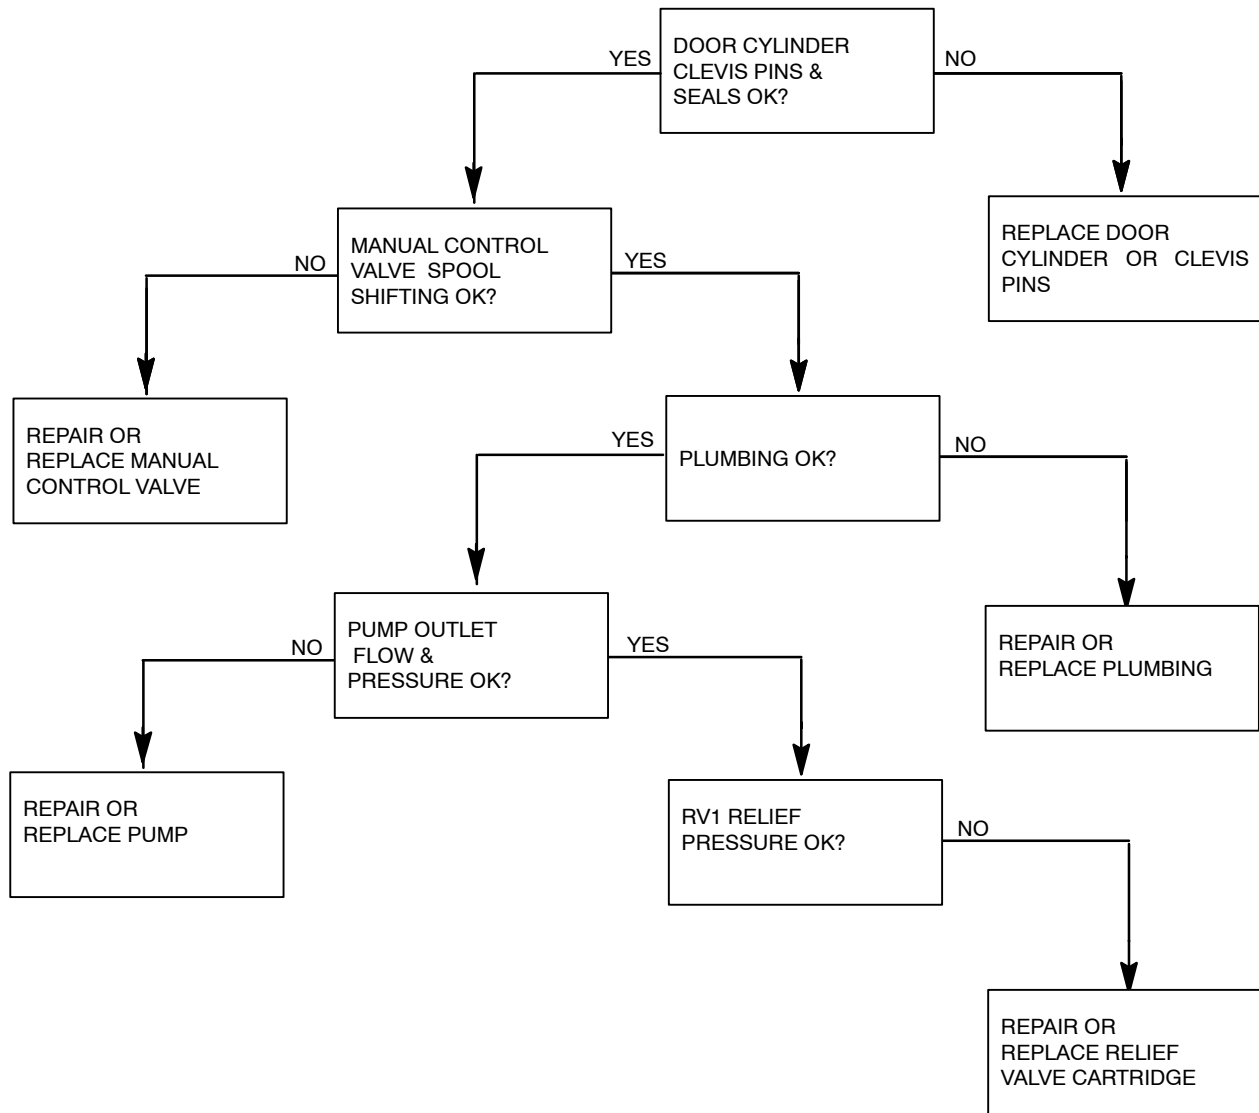 DOOR CYLINDER
CLEVIS PINS &
SEALS OK?
YES
NO
REPLACE DOOR
CYLINDER OR CLEVIS
PINS
MANUAL CONTROL
VALVE SPOOL
SHIFTING OK?
NO
YES
REPAIR OR
REPLACE MANUAL
CONTROL VALVE
PLUMBING OK?
YES
NO
REPAIR OR
REPLACE PLUMBING
PUMP OUTLET
FLOW &
PRESSURE OK?
NO
YES
REPAIR OR
REPLACE PUMP
RV1 RELIEF
PRESSURE OK?
NO
REPAIR OR
REPLACE RELIEF
VALVE CARTRIDGE